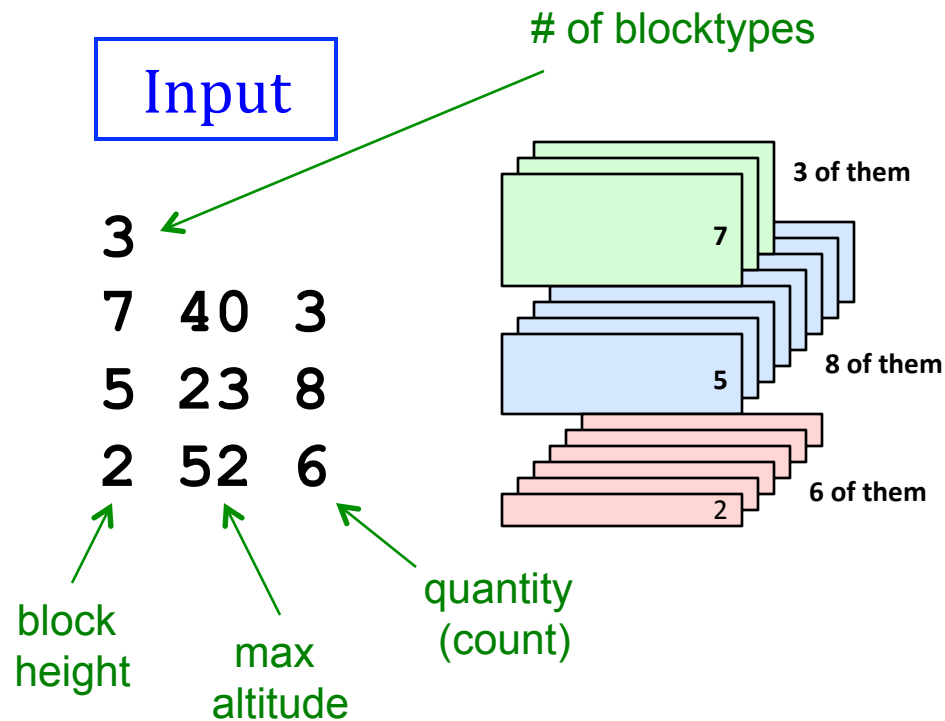 # of blocktypes
Input
3
7 40 3
5 23 8
2 52 6
block
height
max
altitude
quantity
(count)
7
3 of them
5
8 of them
2
6 of them